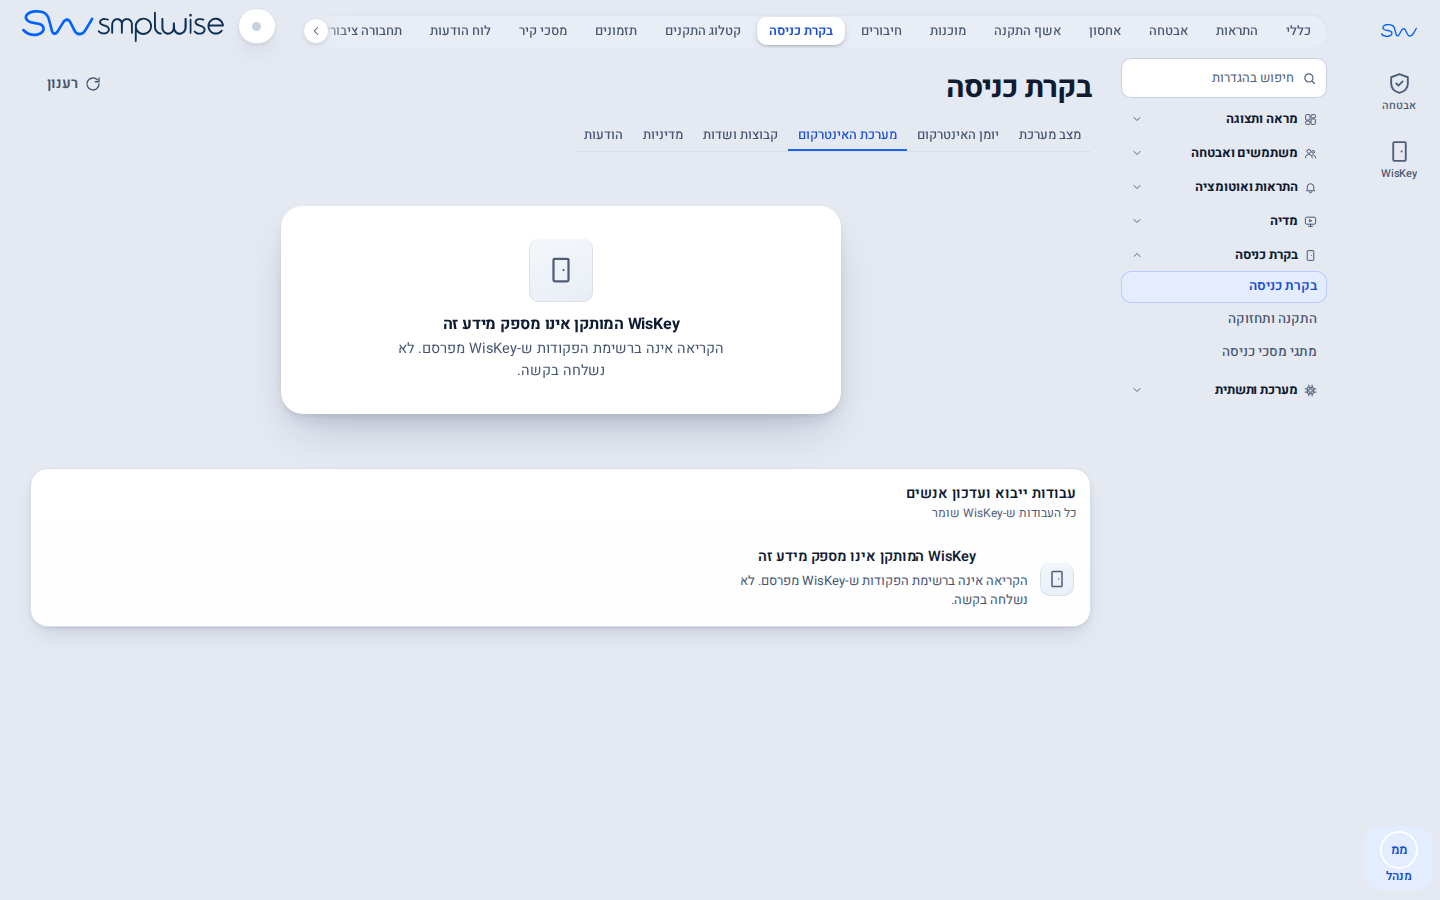 smplwise
כללי
התראות
אבטחה
אחסון
אשף התקנה
מוכנות
חיבורים
בקרת כניסה
קטלוג התקנים
תזמונים
מסכי קיר
לוח הודעות
תחבורה ציבור
SW
אבטחה
WisKey
חיפוש בהגדרות
מראה ותצוגה
משתמשים ואבטחה
התראות ואוטומציה
מדיה
בקרת כניסה
בקרת כניסה
התקנה ותחזוקה
מתגי מסכי כניסה
מערכת ותשתית
בקרת כניסה
רענון
מצב מערכת
יומן האינטרקום
מערכת האינטרקום
קבוצות ושדות
מדיניות
הודעות
WisKey המותקן אינו מספק מידע זה
הקריאה אינה ברשימת הפקודות ש-WisKey מפרסם. לא
נשלחה בקשה.
עבודות ייבוא ועדכון אנשים
כל העבודות ש-WisKey שומר
WisKey המותקן אינו מספק מידע זה
הקריאה אינה ברשימת הפקודות ש-WisKey מפרסם. לא
נשלחה בקשה.
ממ
מנהל